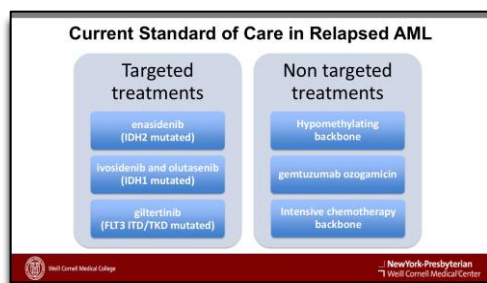 Current Standard of Care in Relapsed AML
Targeted
treatments
enasidenib
(IDH2 mutated)
ivosidenib and olutasenib
(IDH1 mutated)
giltertinib
(FLT3 ITD/TKD mutated)
Non targeted
treatments
Hypomethylating
backbone
gemtuzumab ozogamicin
Intensive chemotherapy
backbone
Weill Cornell Medical College
NewYork-Presbyterian
Weill Cornell Medical Center